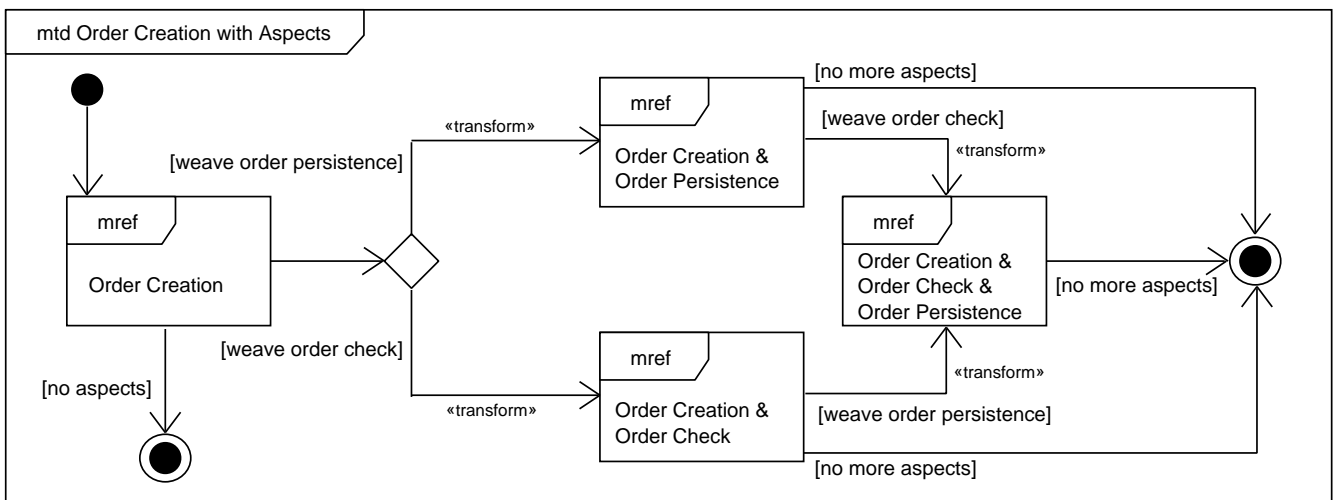 mtd Order Creation with Aspects
[no more aspects]
mref
[weave order check]
«transform»
«transform»
[weave order persistence]
Order Creation &
Order Persistence
mref
mref
Order Creation
Order Creation &
Order Check &
Order Persistence
[no more aspects]
[weave order check]
mref
[no aspects]
«transform»
«transform»
Order Creation &
Order Check
[weave order persistence]
[no more aspects]